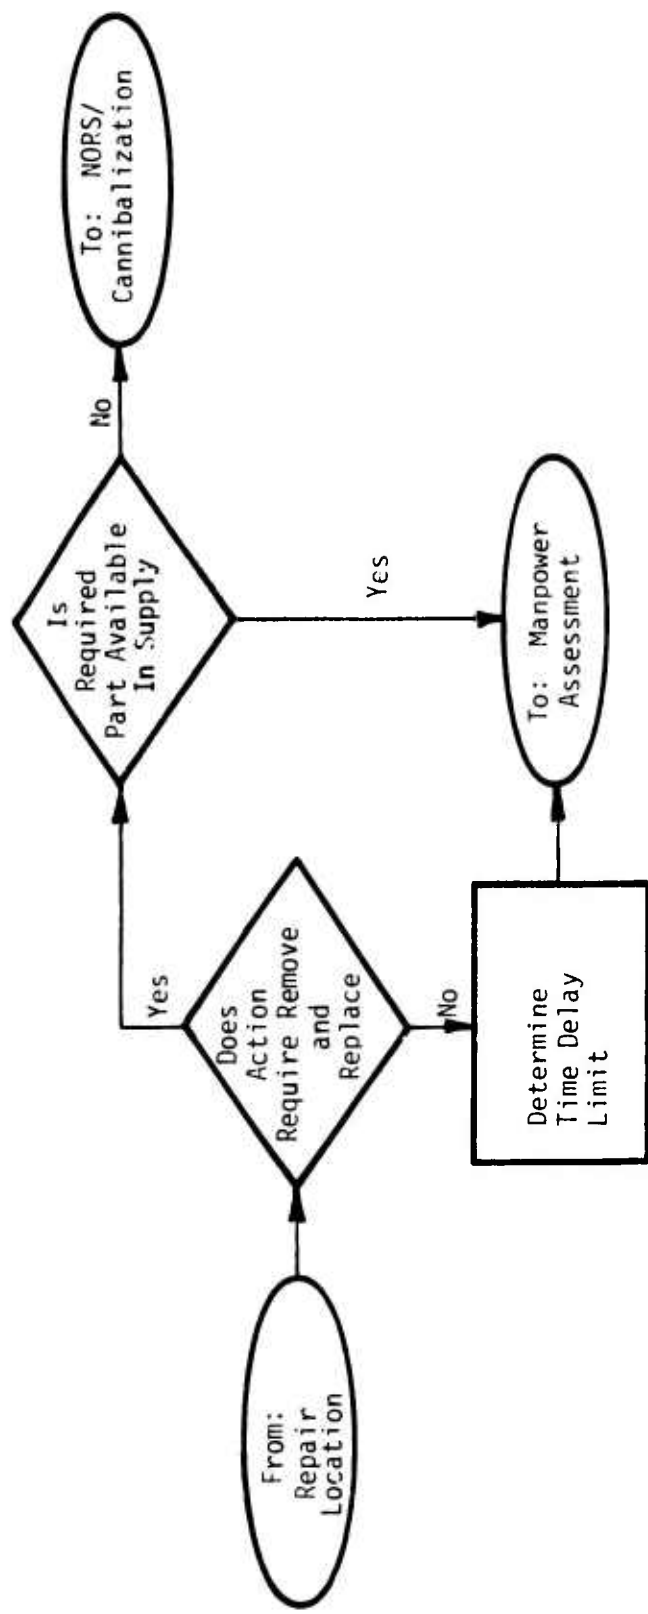 From:
Repair
Location
Does
Action
Require Remove
and
Replace
Yes
No
Is
Required
Part Available
In Supply
No
Yes
To: NORS/
Cannibalization
Determine
Time Delay
Limit
To: Manpower
Assessment